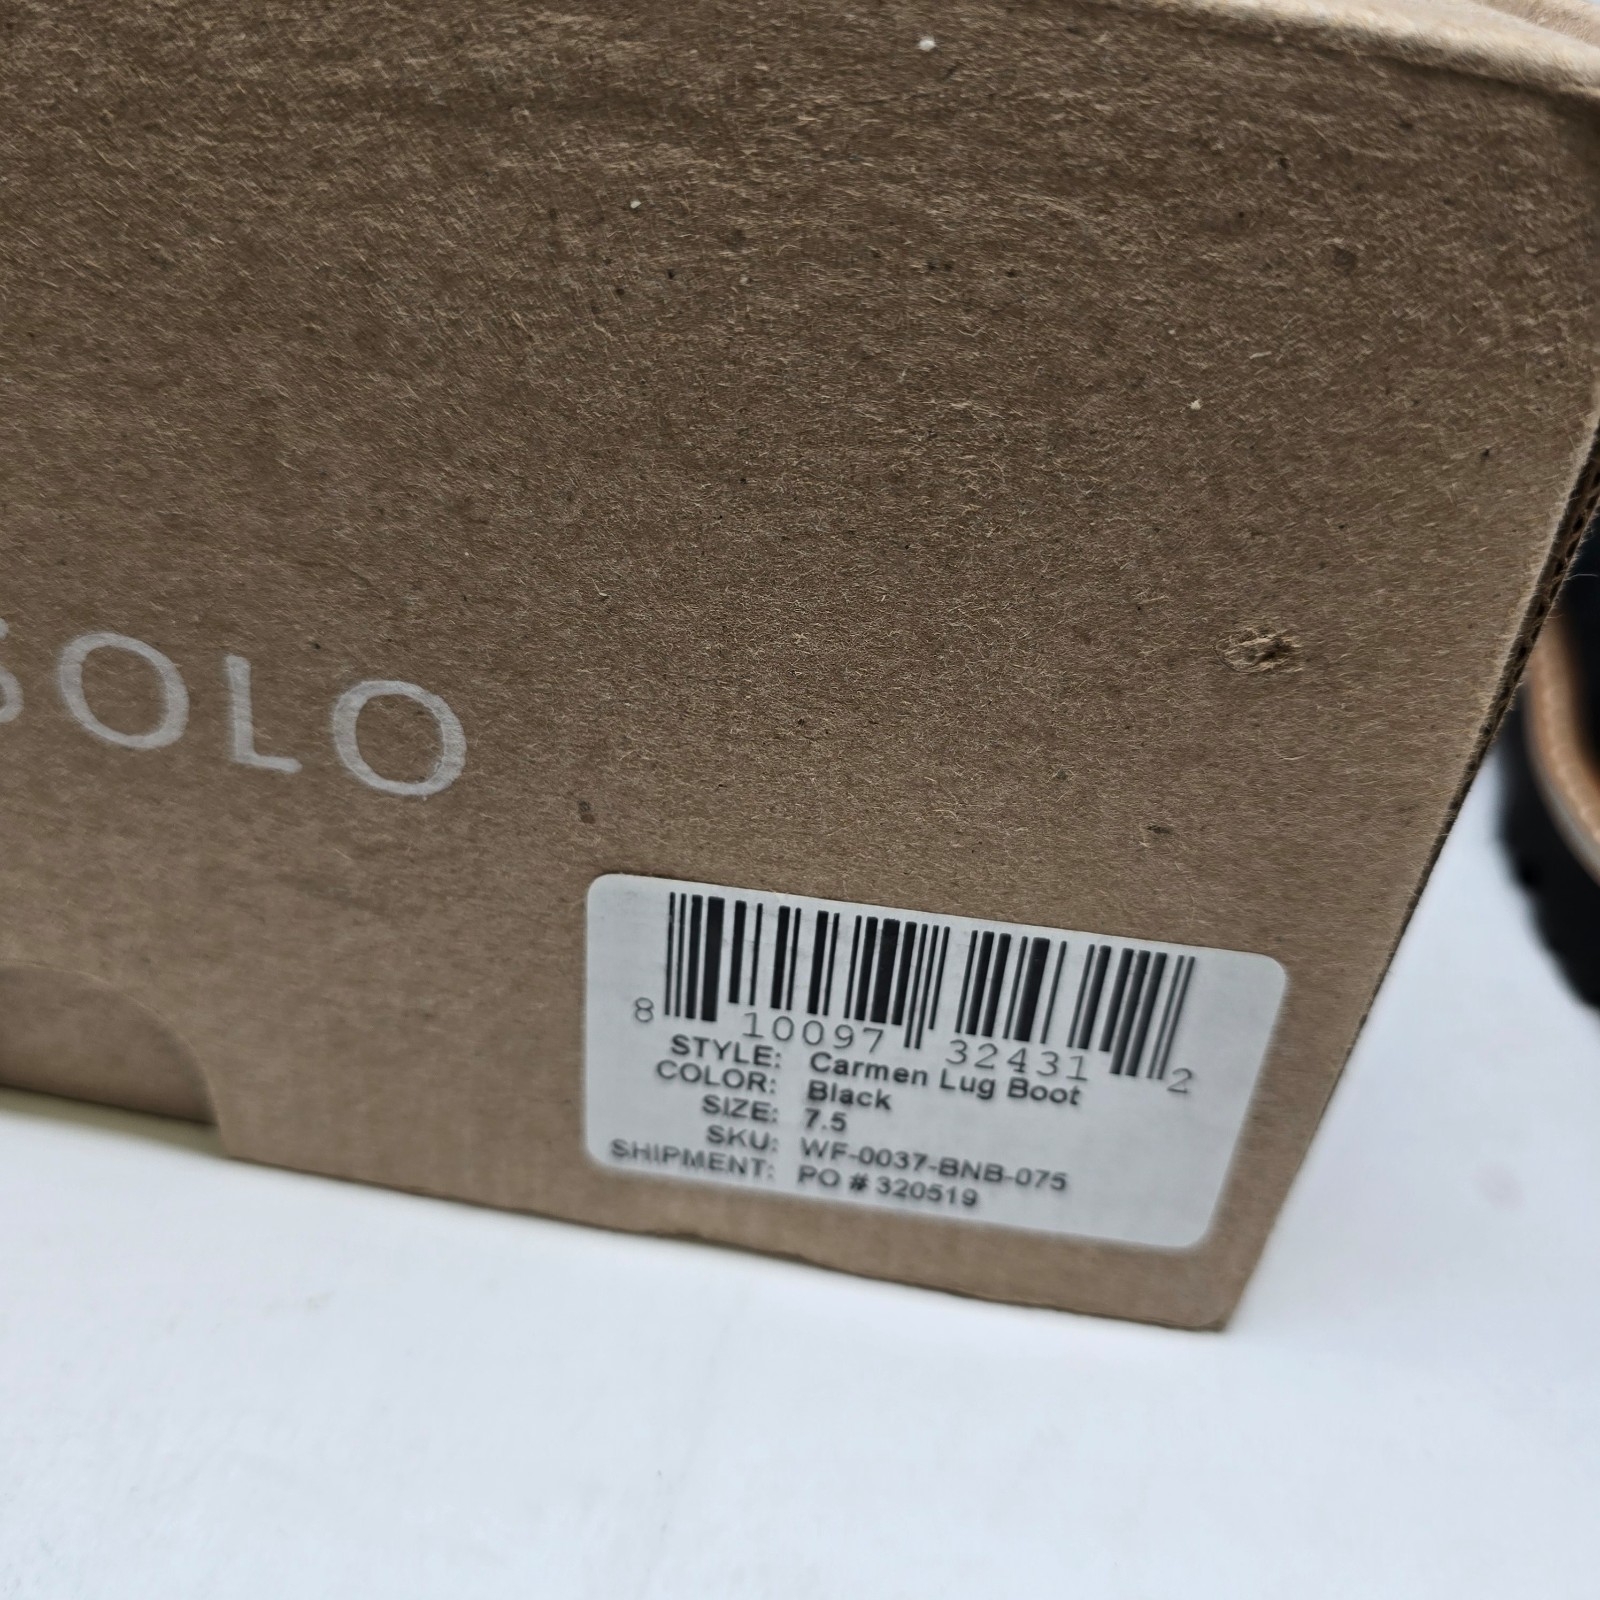 SOLO
8 10097 32431 2
STYLE: Carmen Lug Boot
COLOR: Black
SIZE: 7.5
SKU: WF-0037-BNB-075
SHIPMENT: PO # 320519